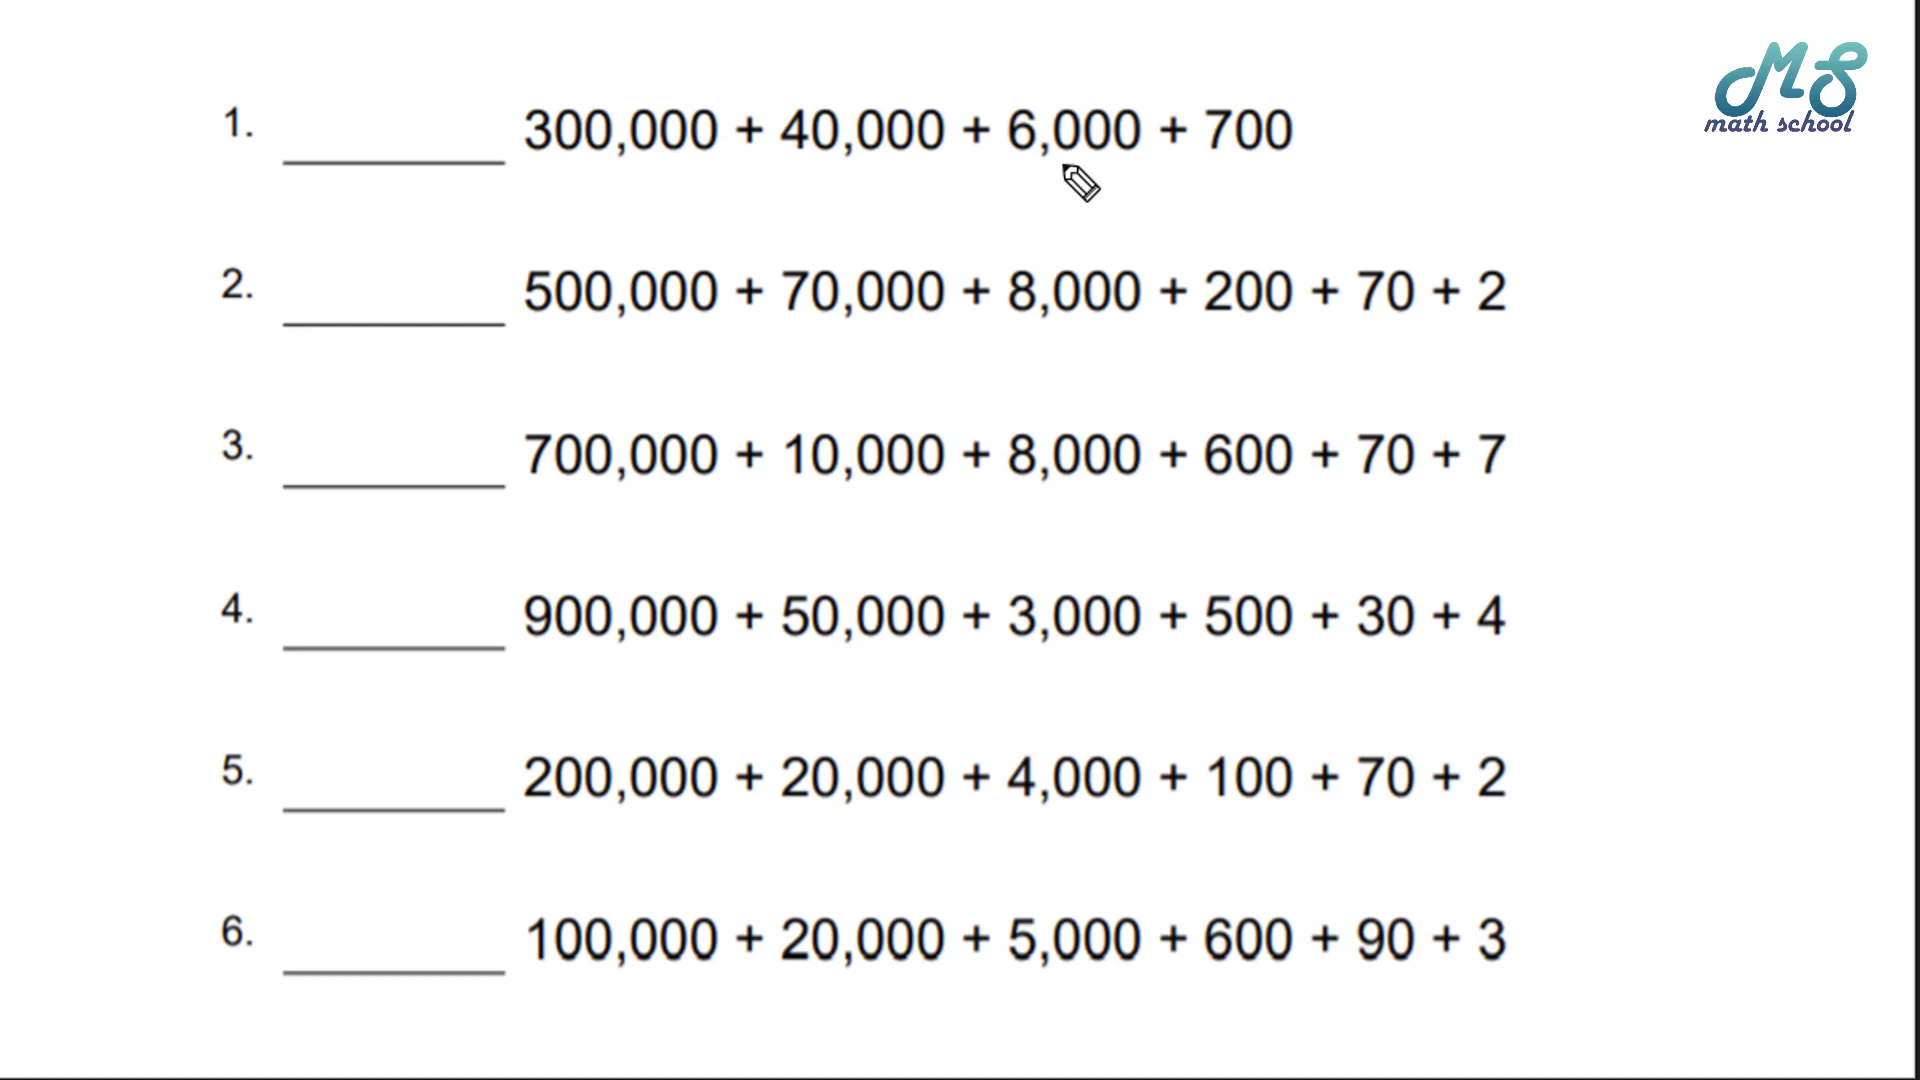 MS
math school
1. ________ 300,000 + 40,000 + 6,000 + 700
2. ________ 500,000 + 70,000 + 8,000 + 200 + 70 + 2
3. ________ 700,000 + 10,000 + 8,000 + 600 + 70 + 7
4. ________ 900,000 + 50,000 + 3,000 + 500 + 30 + 4
5. ________ 200,000 + 20,000 + 4,000 + 100 + 70 + 2
6. ________ 100,000 + 20,000 + 5,000 + 600 + 90 + 3